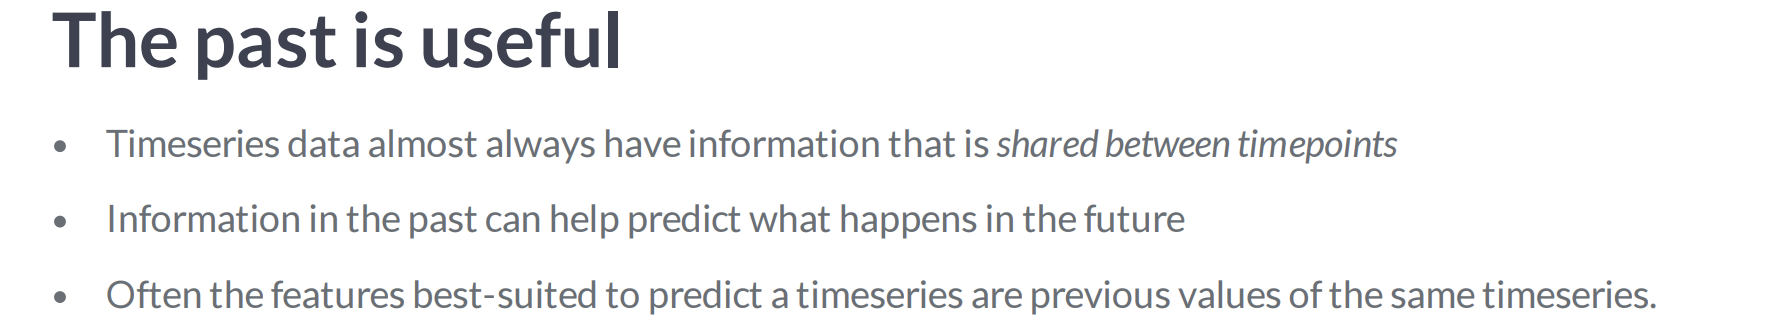 The past is useful
• Timeseries data almost always have information that is shared between timepoints
• Information in the past can help predict what happens in the future
• Often the features best-suited to predict a timeseries are previous values of the same timeseries.